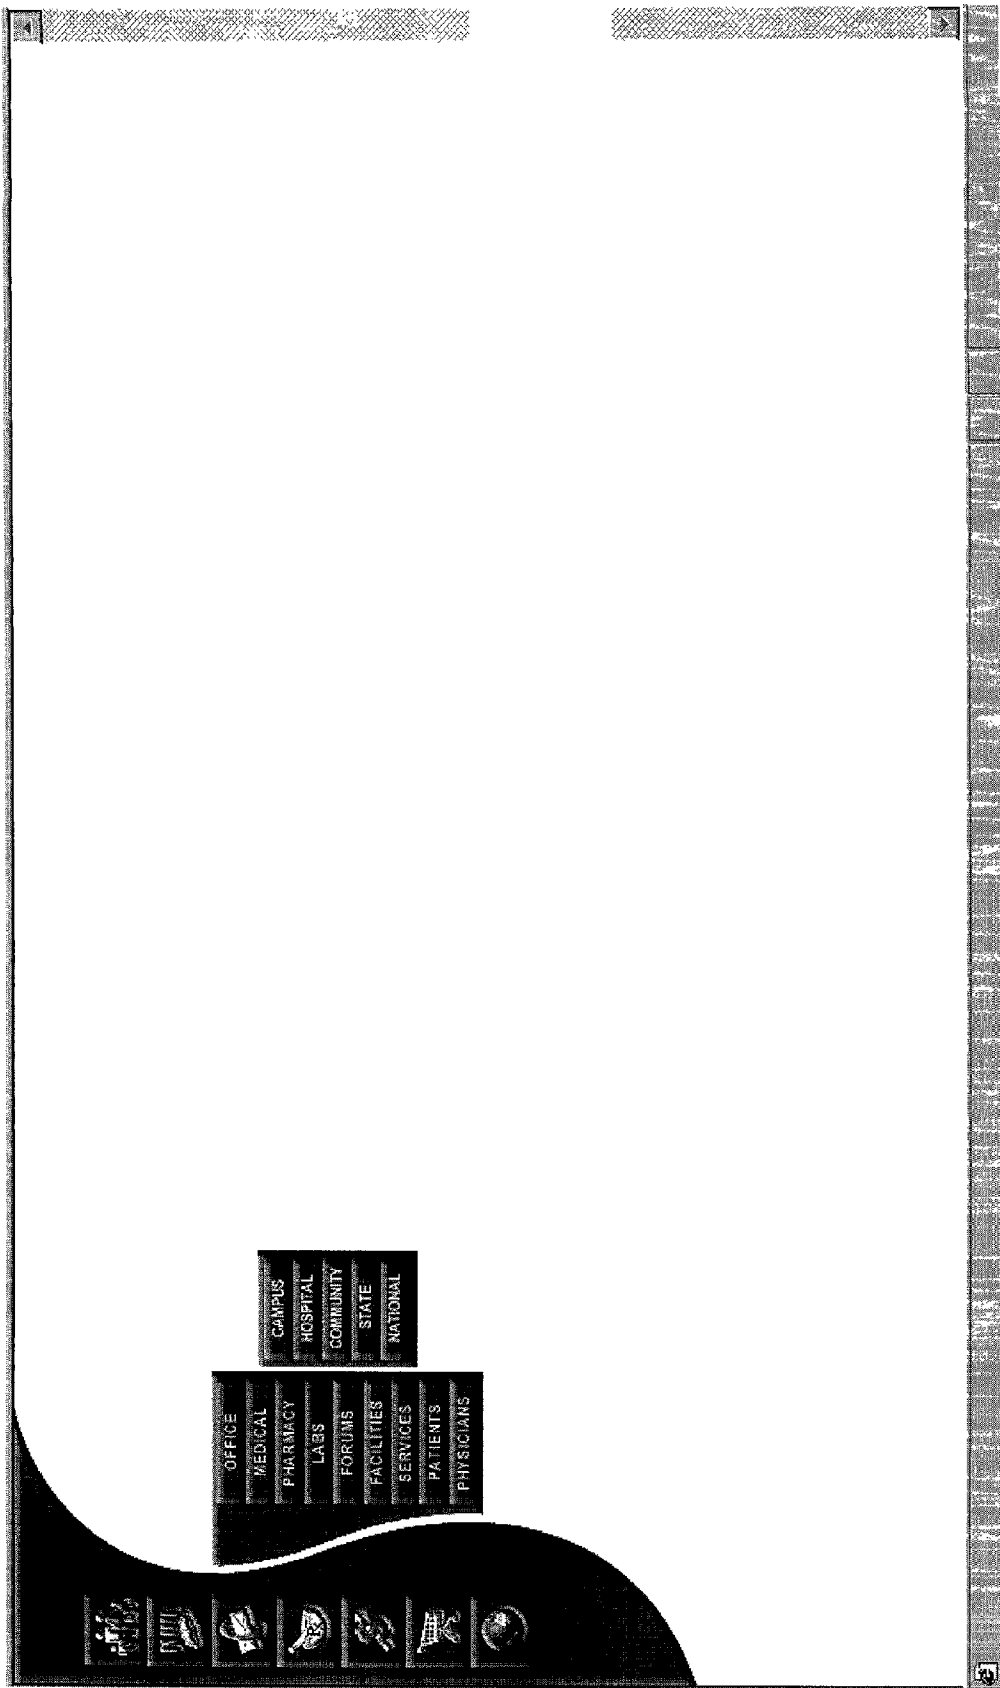 OFFICE
MEDICAL
PHARMACY
LABS
FORUMS
FACILITIES
SERVICES
PATIENTS
PHYSICIANS
CAMPUS
HOSPITAL
COMMUNITY
STATE
NATIONAL